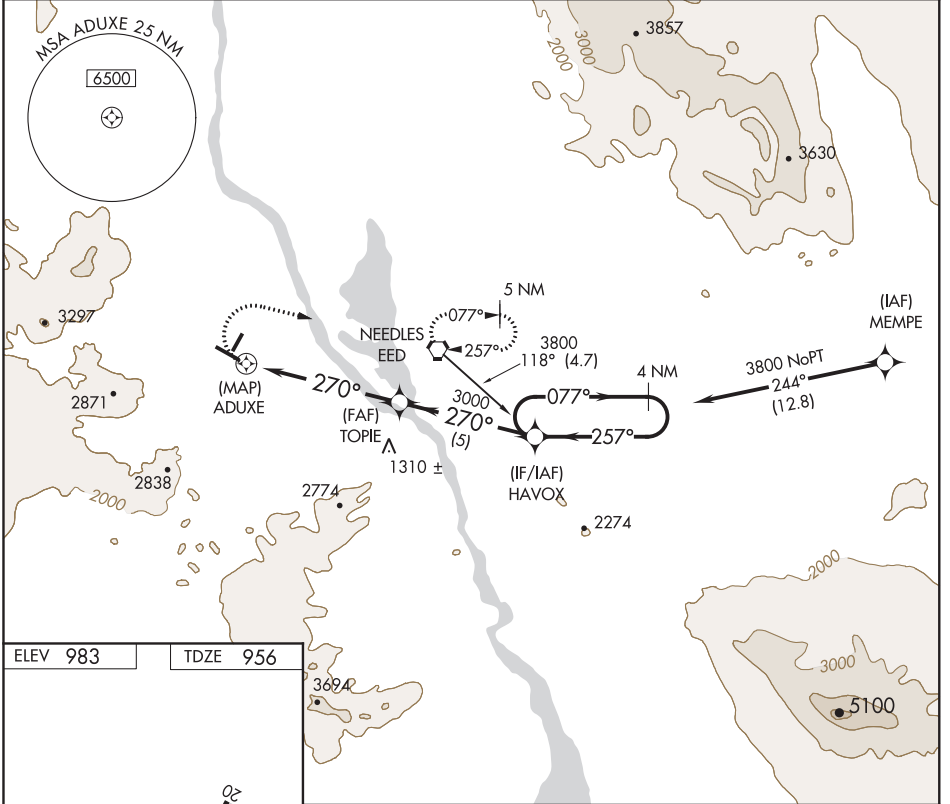 MSA ADUXE 25 NM
6500
3857
2000
3000
3630
3297
2871
2838
2000
NEEDLES
EED
5 NM
077°
257°
3800
118° (4.7)
(IAF)
MEMPE
3800 NoPT
244°
(12.8)
4 NM
077°
257°
(MAP)
ADUXE
270°
(FAF)
TOPIE
3000
270°
(5)
(IF/IAF)
HAVOX
1310 ±
2774
2274
2000
3000
5100
3694
ELEV 983
TDZE 956
20